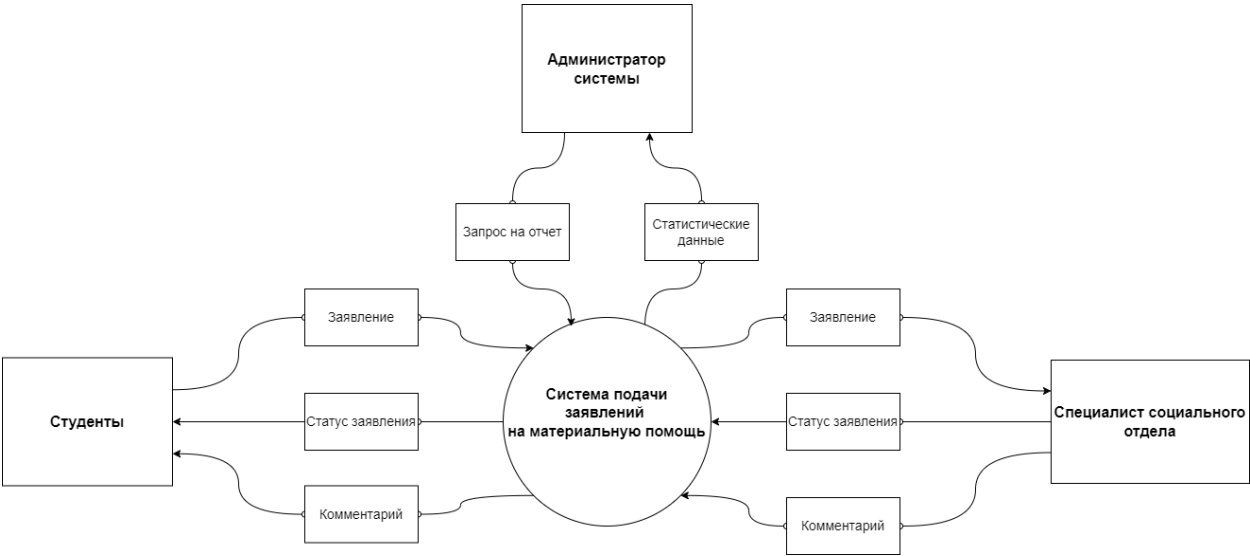 Администратор
системы
Запрос на отчет
Статистические
данные
Заявление
Заявление
Студенты
Статус заявления
Система подачи
заявлений
на материальную помощь
Статус заявления
Специалист социального
отдела
Комментарий
Комментарий